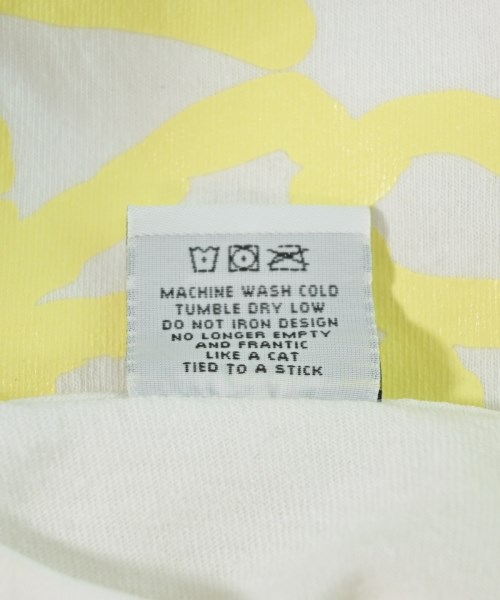 MACHINE WASH COLD
TUMBLE DRY LOW
DO NOT IRON DESIGN
NO LONGER EMPTY
AND FRANTIC
LIKE A CAT
TIED TO A STICK